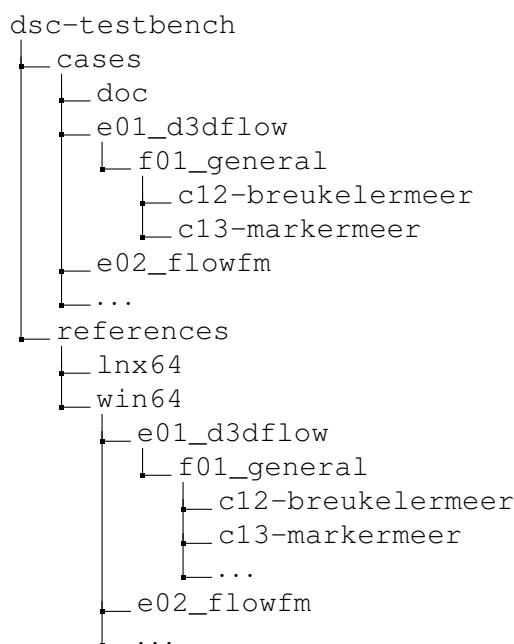 dsc-testbench
cases
doc
e01_d3dflow
f01_general
c12-breukelermeer
c13-markermeer
e02_flowfm
...
references
lnx64
win64
e01_d3dflow
f01_general
c12-breukelermeer
c13-markermeer
...
e02_flowfm
...